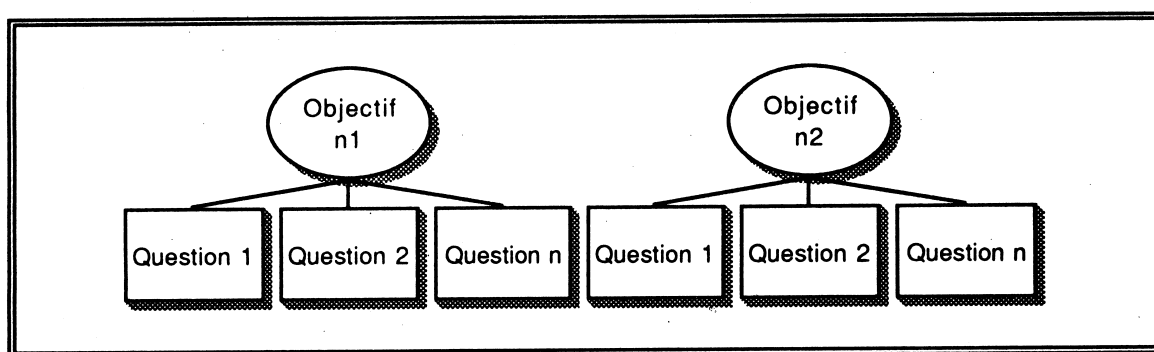 Objectif
n1
Objectif
n2
Question 1
Question 2
Question n
Question 1
Question 2
Question n